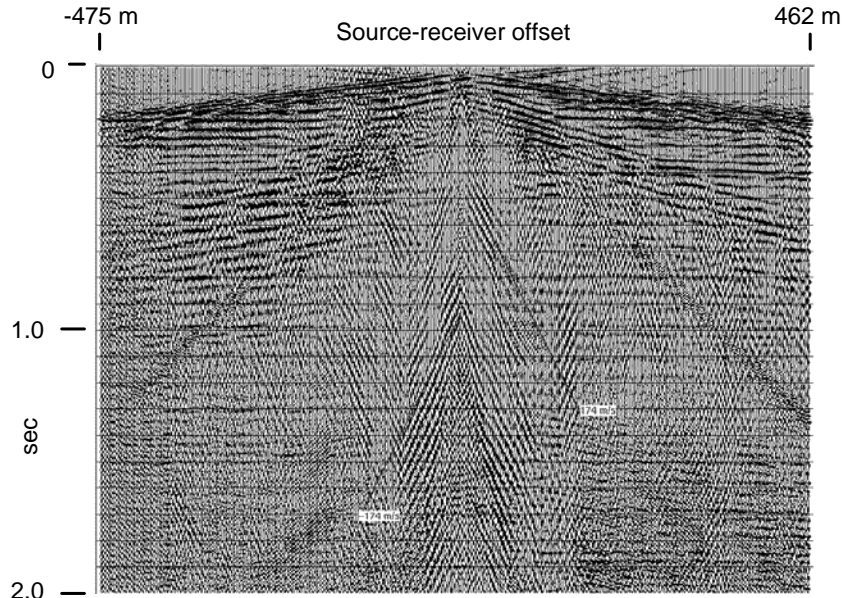 -475 m
462 m
Source-receiver offset
0
1.0
174 m/s
sec
-174 m/s
2.0